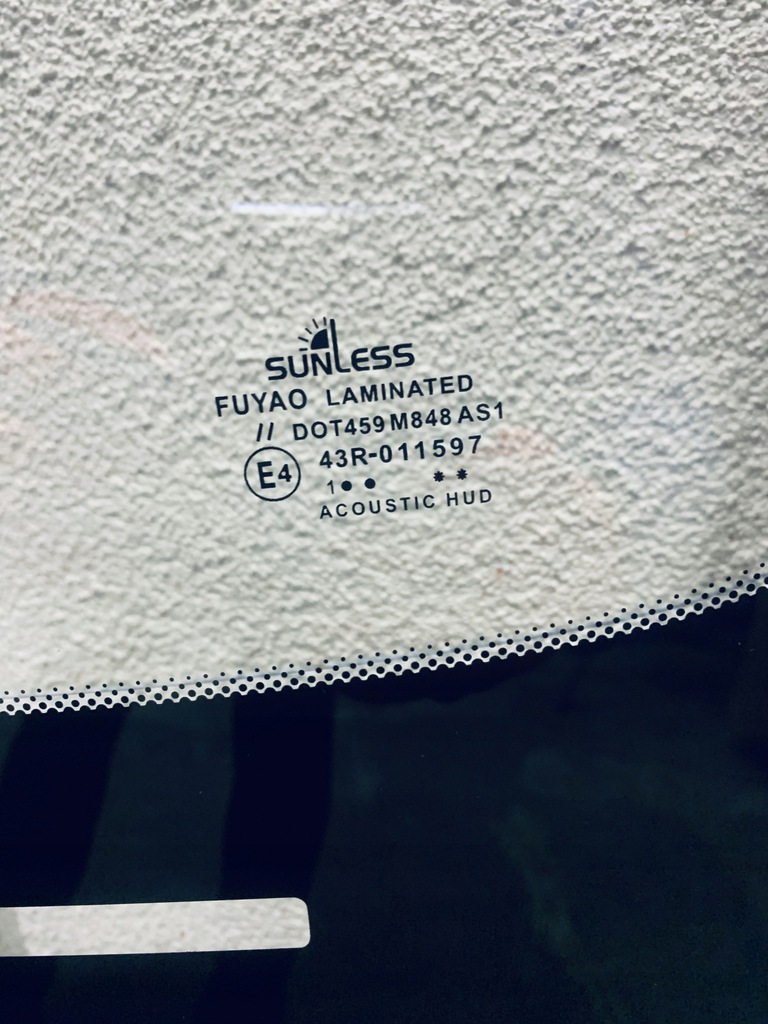 SUNLESS
FUYAO LAMINATED
// DOT459 M848 AS1
E4 43R-011597
1●● ✸✸
ACOUSTIC HUD